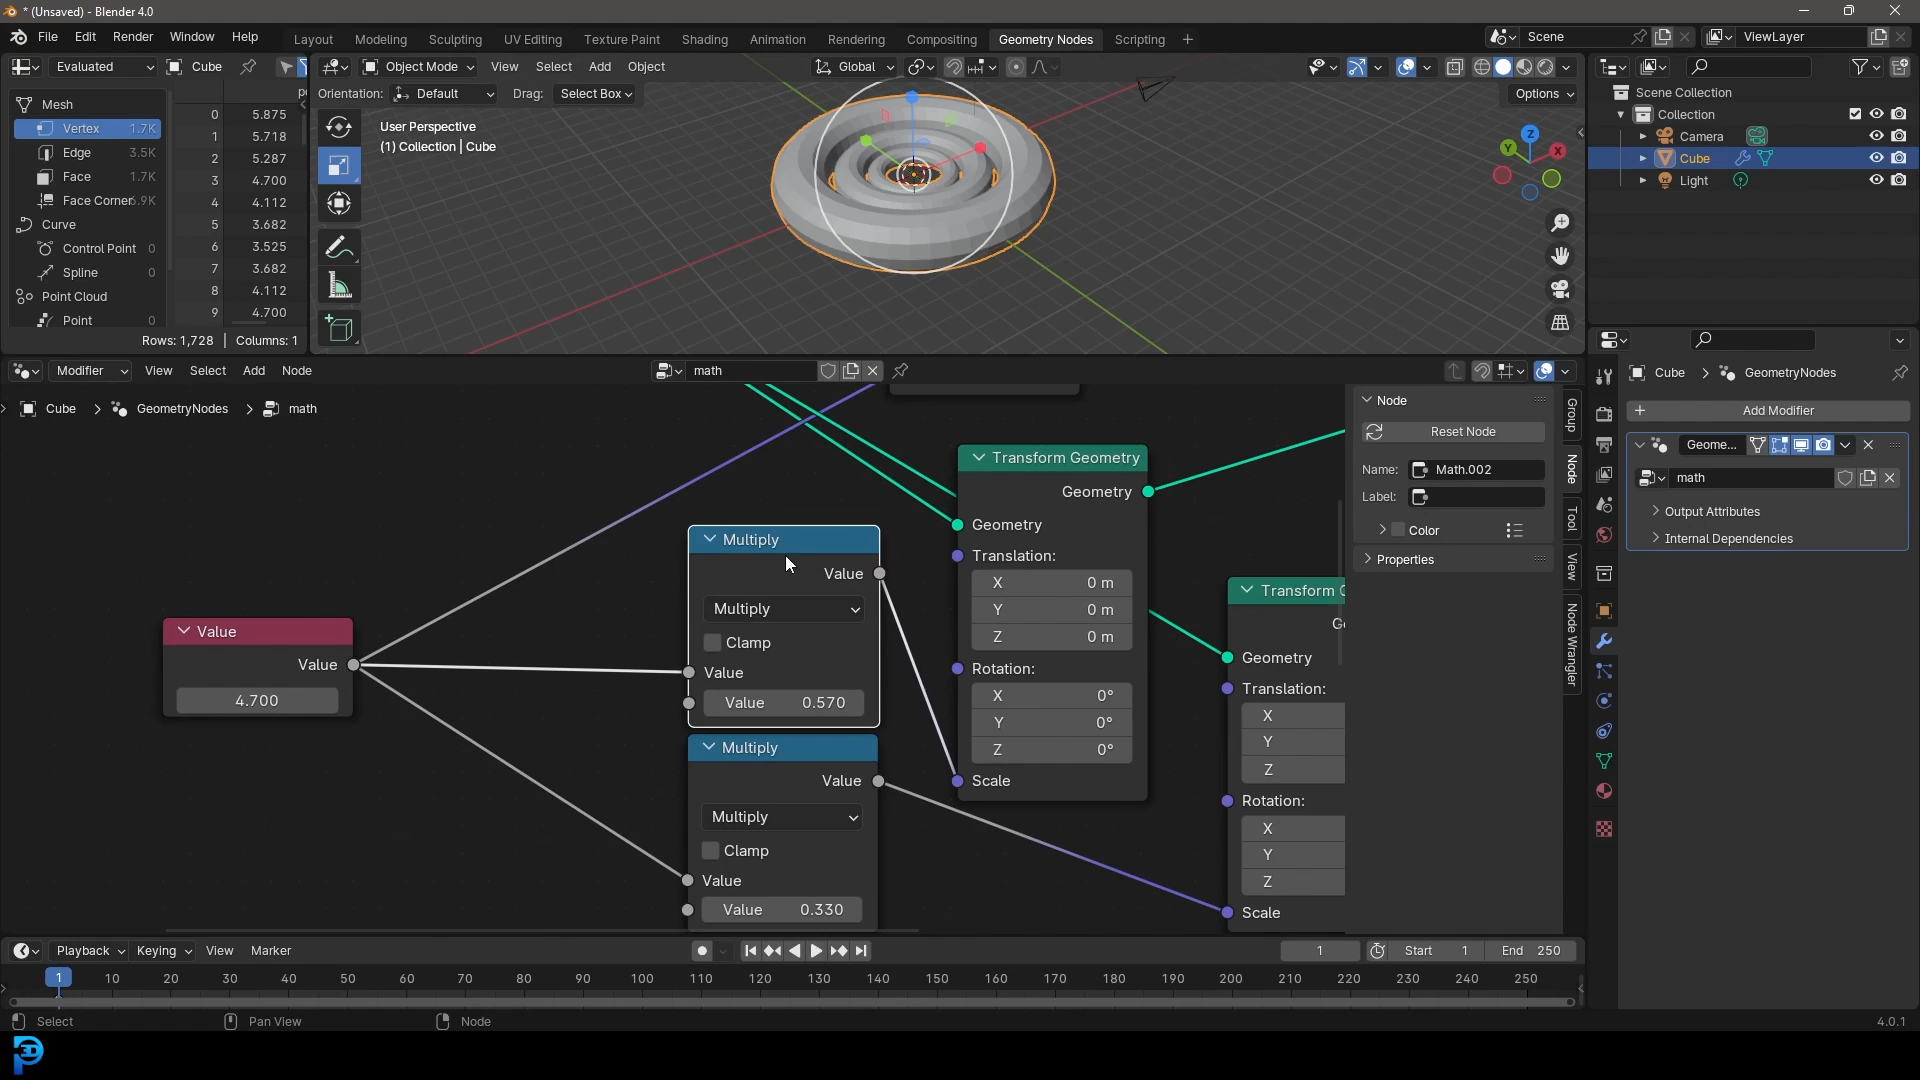 * (Unsaved) - Blender 4.0
File Edit Render Window Help Layout Modeling Sculpting UV Editing Texture Paint Shading Animation Rendering Compositing Geometry Nodes Scripting + Scene ViewLayer
Evaluated Cube Object Mode View Select Add Object Global
Orientation: Default Drag: Select Box Options
Mesh
Vertex 1.7K
Edge 3.5K
Face 1.7K
Face Corner 6.9K
Curve
Control Point 0
Spline 0
Point Cloud
Point 0
0 5.875
1 5.718
2 5.287
3 4.700
4 4.112
5 3.682
6 3.525
7 3.682
8 4.112
9 4.700
Rows: 1,728 | Columns: 1
User Perspective
(1) Collection | Cube
Z
Y
X
Scene Collection
Collection
Camera
Cube
Light
Modifier View Select Add Node math
Cube > GeometryNodes > math
Value
Value
4.700
Multiply
Value
Multiply
Clamp
Value
Value 0.570
Multiply
Value
Multiply
Clamp
Value
Value 0.330
Transform Geometry
Geometry
Geometry
Translation:
X 0 m
Y 0 m
Z 0 m
Rotation:
X 0°
Y 0°
Z 0°
Scale
Transform
Geometry
Translation:
X
Y
Z
Rotation:
X
Y
Z
Scale
Node
Reset Node
Name: Math.002
Label:
Color
Properties
Group
Node
Tool
View
Node Wrangler
Cube > GeometryNodes
+ Add Modifier
Geome...
math
Output Attributes
Internal Dependencies
Playback Keying View Marker 1 Start 1 End 250
1 10 20 30 40 50 60 70 80 90 100 110 120 130 140 150 160 170 180 190 200 210 220 230 240 250
Select Pan View Node 4.0.1
3D